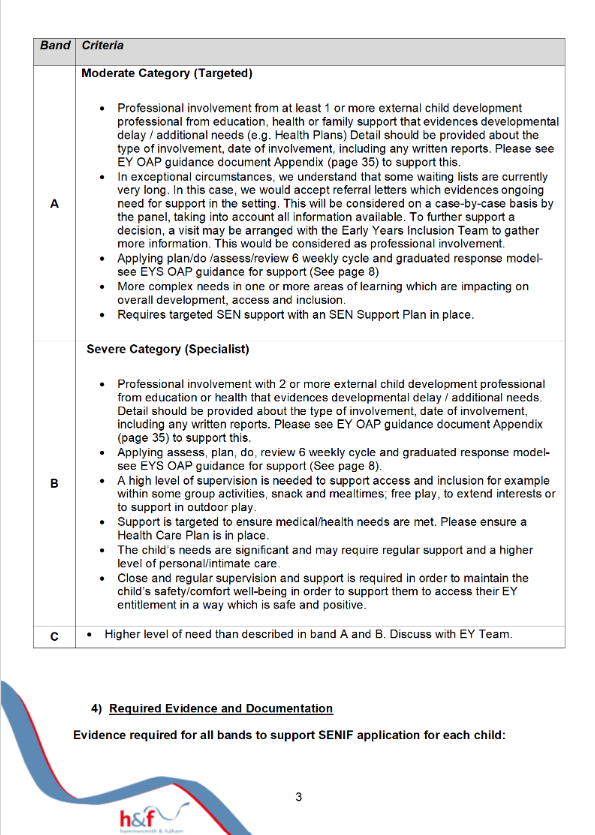 Band Criteria
Moderate Category (Targeted)
• Professional involvement from at least 1 or more external child development
professional from education, health or family support that evidences developmental
delay / additional needs (e.g. Health Plans) Detail should be provided about the
type of involvement, date of involvement, including any written reports. Please see
EY OAP guidance document Appendix (page 35) to support this.
• In exceptional circumstances, we understand that some waiting lists are currently
very long. In this case, we would accept referral letters which evidences ongoing
A need for support in the setting. This will be considered on a case-by-case basis by
the panel, taking into account all information available. To further support a
decision, a visit may be arranged with the Early Years Inclusion Team to gather
more information. This would be considered as professional involvement.
• Applying plan/do /assess/review 6 weekly cycle and graduated response model-
see EYS OAP guidance for support (See page 8)
• More complex needs in one or more areas of learning which are impacting on
overall development, access and inclusion.
• Requires targeted SEN support with an SEN Support Plan in place.
Severe Category (Specialist)
• Professional involvement with 2 or more external child development professional
from education or health that evidences developmental delay / additional needs.
Detail should be provided about the type of involvement, date of involvement,
including any written reports. Please see EY OAP guidance document Appendix
(page 35) to support this.
• Applying assess, plan, do, review 6 weekly cycle and graduated response model-
see EYS OAP guidance for support (See page 8).
B • A high level of supervision is needed to support access and inclusion for example
within some group activities, snack and mealtimes; free play, to extend interests or
to support in outdoor play.
• Support is targeted to ensure medical/health needs are met. Please ensure a
Health Care Plan is in place.
• The child's needs are significant and may require regular support and a higher
level of personal/intimate care.
• Close and regular supervision and support is required in order to maintain the
child's safety/comfort well-being in order to support them to access their EY
entitlement in a way which is safe and positive.
C • Higher level of need than described in band A and B. Discuss with EY Team.
4) Required Evidence and Documentation
Evidence required for all bands to support SENIF application for each child:
3
h&f
hammersmith & fulham